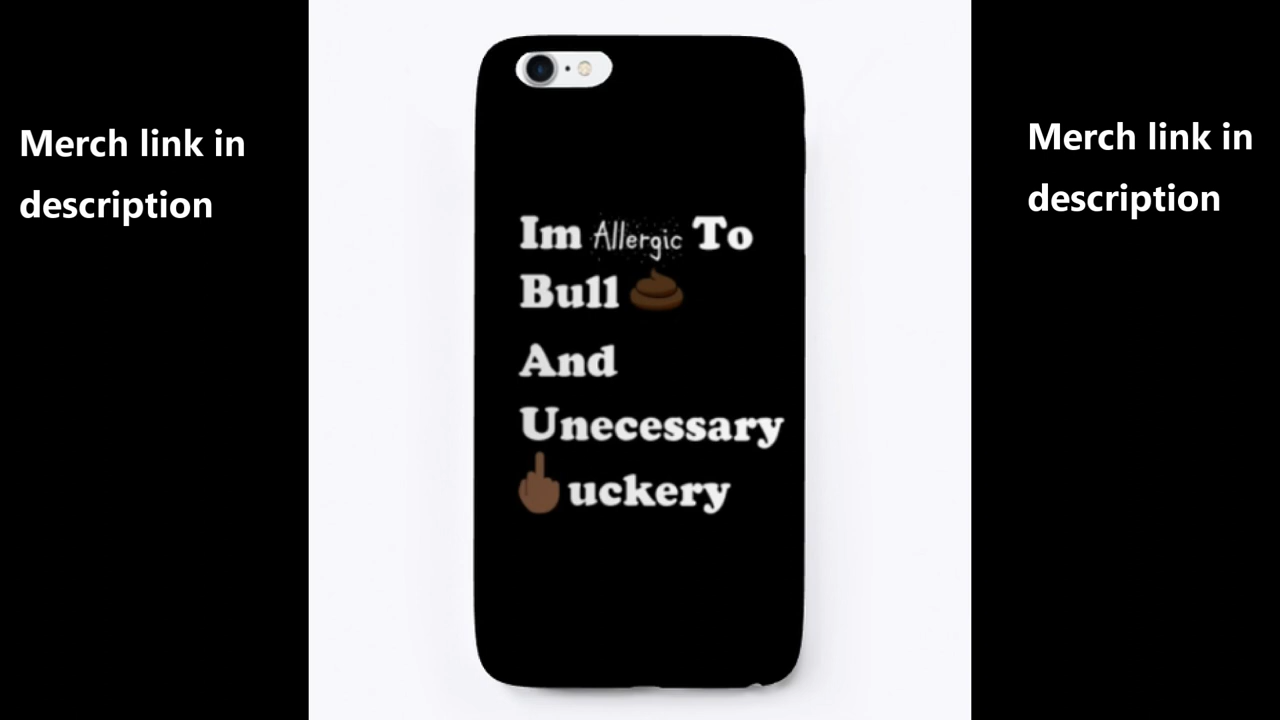 Merch link in
description
Im Allergic To
Bull 💩
And
Unecessary
🖕🏾uckery
Merch link in
description